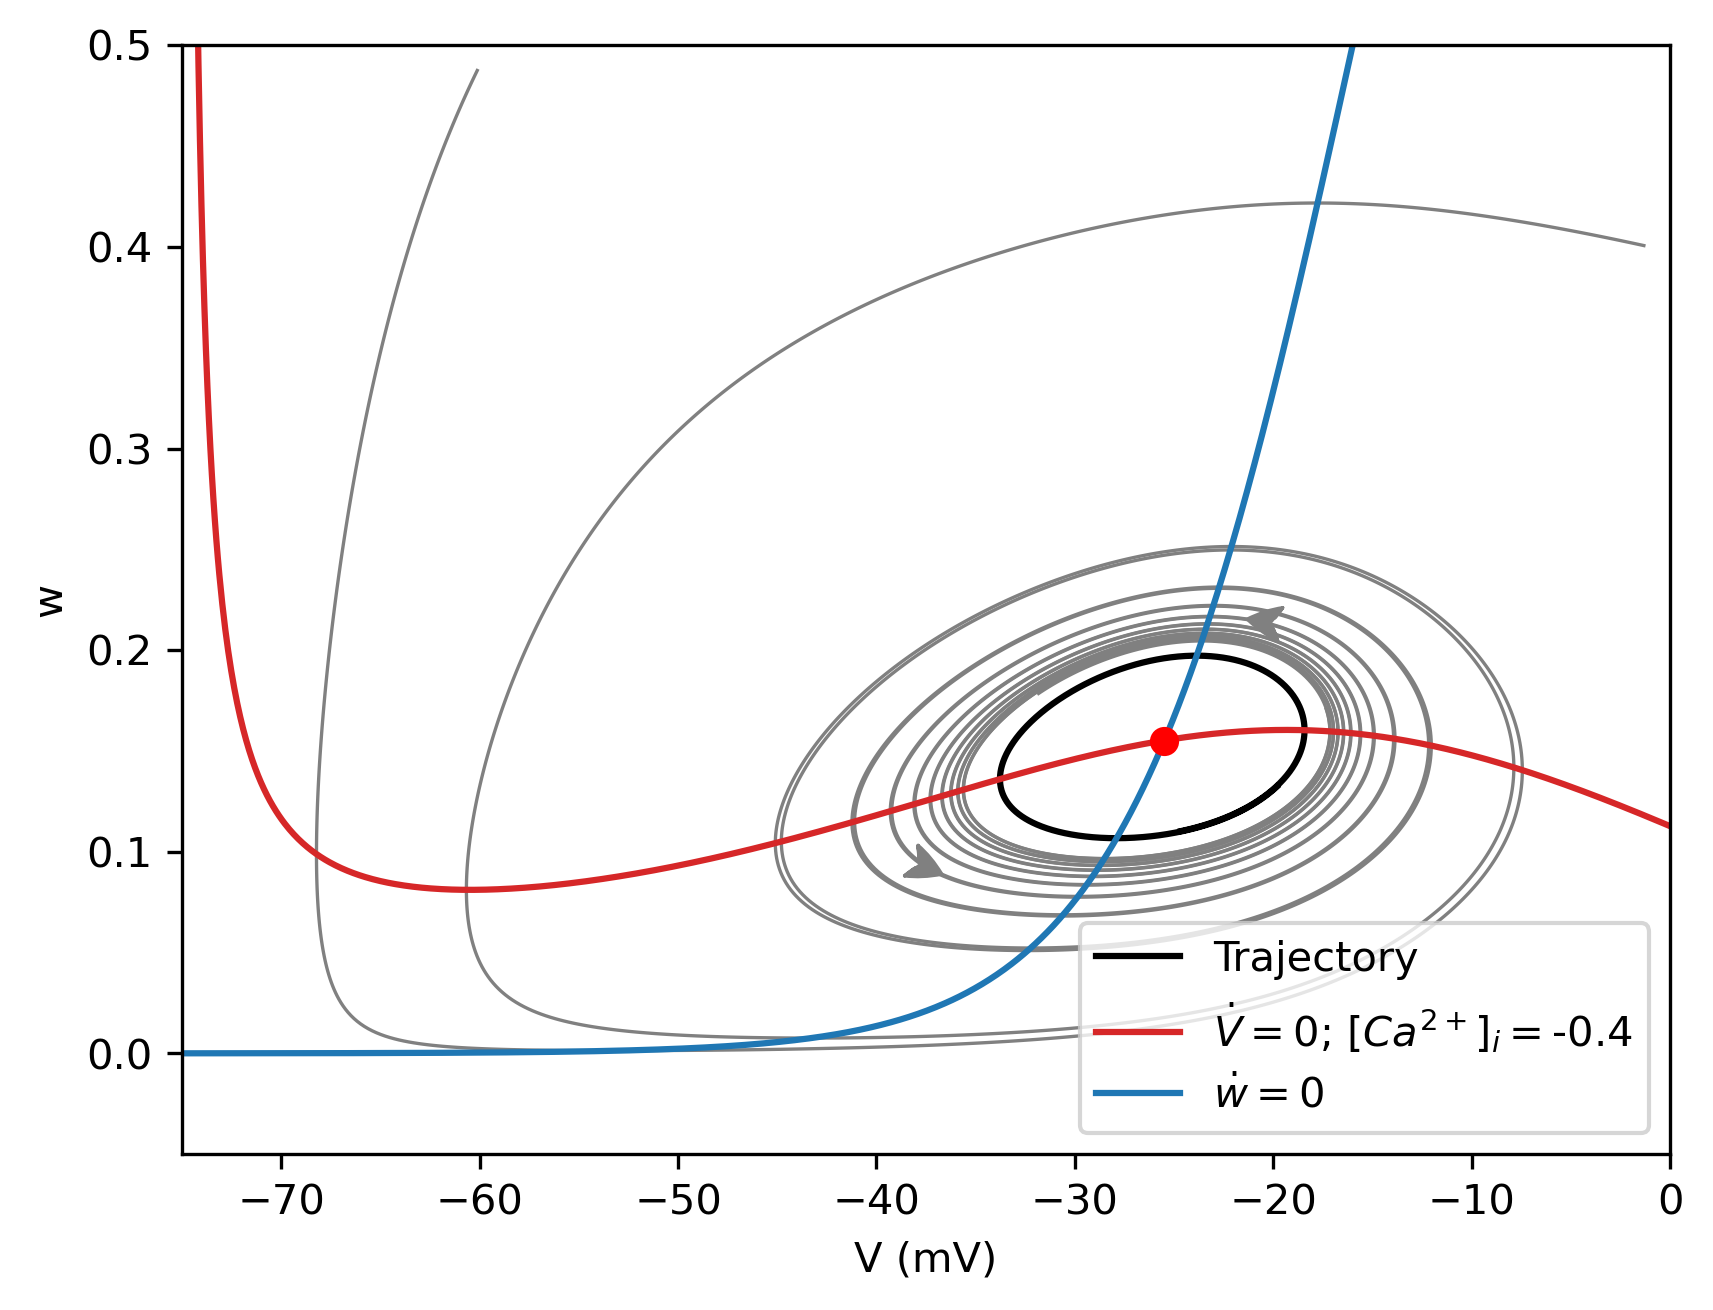 0.5
0.4
0.3
0.2
0.1
0.0
w
Trajectory
V̇ = 0; [Ca²⁺]ᵢ = -0.4
ẇ = 0
−70 −60 −50 −40 −30 −20 −10 0
V (mV)